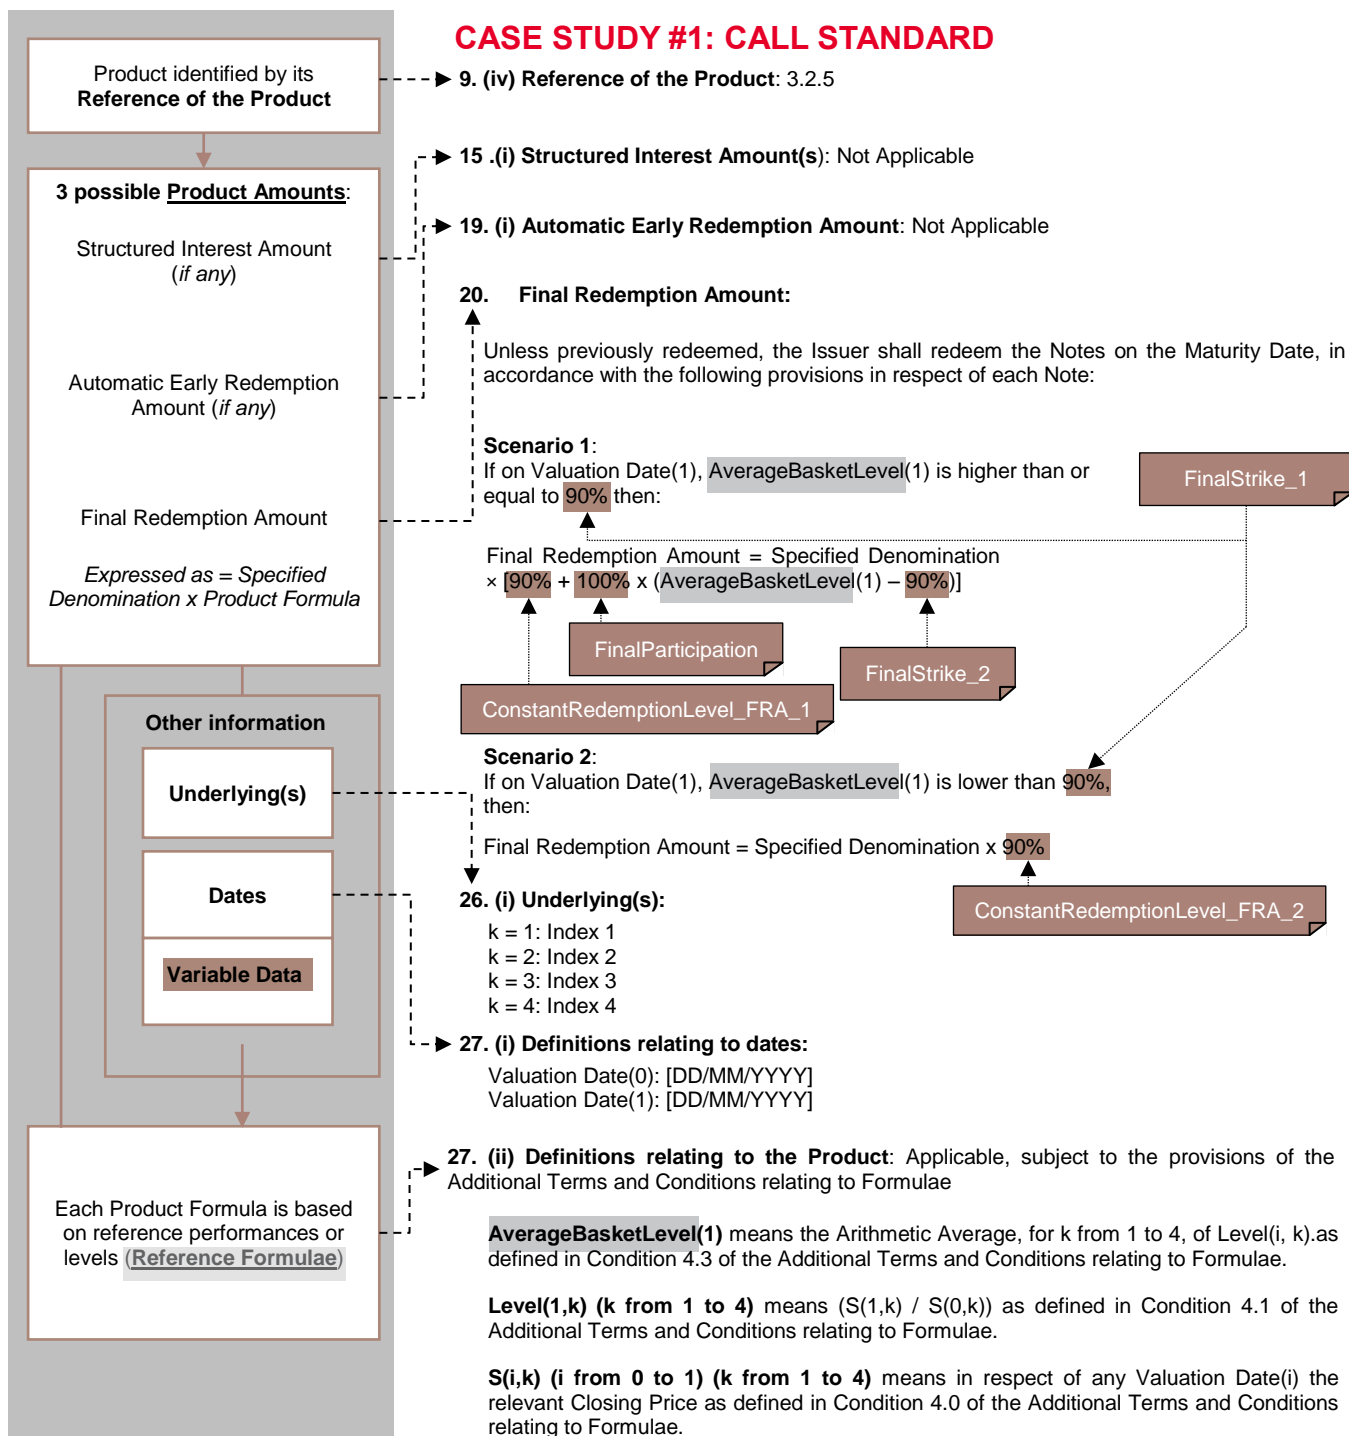 CASE STUDY #1: CALL STANDARD
Product identified by its
Reference of the Product
9. (iv) Reference of the Product: 3.2.5
15 .(i) Structured Interest Amount(s): Not Applicable
3 possible Product Amounts:
Structured Interest Amount
(if any)
19. (i) Automatic Early Redemption Amount: Not Applicable
Automatic Early Redemption
Amount (if any)
Final Redemption Amount
Expressed as = Specified
Denomination x Product Formula
20. Final Redemption Amount:
Unless previously redeemed, the Issuer shall redeem the Notes on the Maturity Date, in
accordance with the following provisions in respect of each Note:
Scenario 1:
If on Valuation Date(1), AverageBasketLevel(1) is higher than or
equal to 90% then:
FinalStrike_1
Final Redemption Amount = Specified Denomination
× [90% + 100% x (AverageBasketLevel(1) – 90%)]
FinalParticipation
FinalStrike_2
ConstantRedemptionLevel_FRA_1
Scenario 2:
If on Valuation Date(1), AverageBasketLevel(1) is lower than 90%,
then:
Final Redemption Amount = Specified Denomination x 90%
ConstantRedemptionLevel_FRA_2
Other information
Underlying(s)
Dates
Variable Data
26. (i) Underlying(s):
k = 1: Index 1
k = 2: Index 2
k = 3: Index 3
k = 4: Index 4
27. (i) Definitions relating to dates:
Valuation Date(0): [DD/MM/YYYY]
Valuation Date(1): [DD/MM/YYYY]
Each Product Formula is based
on reference performances or
levels (Reference Formulae)
27. (ii) Definitions relating to the Product: Applicable, subject to the provisions of the
Additional Terms and Conditions relating to Formulae
AverageBasketLevel(1) means the Arithmetic Average, for k from 1 to 4, of Level(i, k).as
defined in Condition 4.3 of the Additional Terms and Conditions relating to Formulae.
Level(1,k) (k from 1 to 4) means (S(1,k) / S(0,k)) as defined in Condition 4.1 of the
Additional Terms and Conditions relating to Formulae.
S(i,k) (i from 0 to 1) (k from 1 to 4) means in respect of any Valuation Date(i) the
relevant Closing Price as defined in Condition 4.0 of the Additional Terms and Conditions
relating to Formulae.